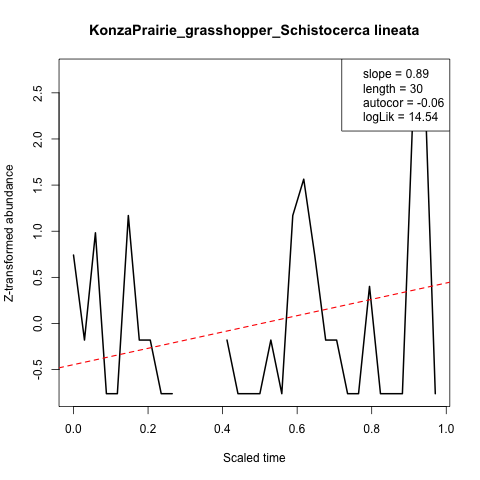 KonzaPrairie_grasshopper_Schistocerca lineata
slope = 0.89
length = 30
autocor = -0.06
logLik = 14.54
Z-transformed abundance
2.5
2.0
1.5
1.0
0.5
0.0
-0.5
0.0 0.2 0.4 0.6 0.8 1.0
Scaled time